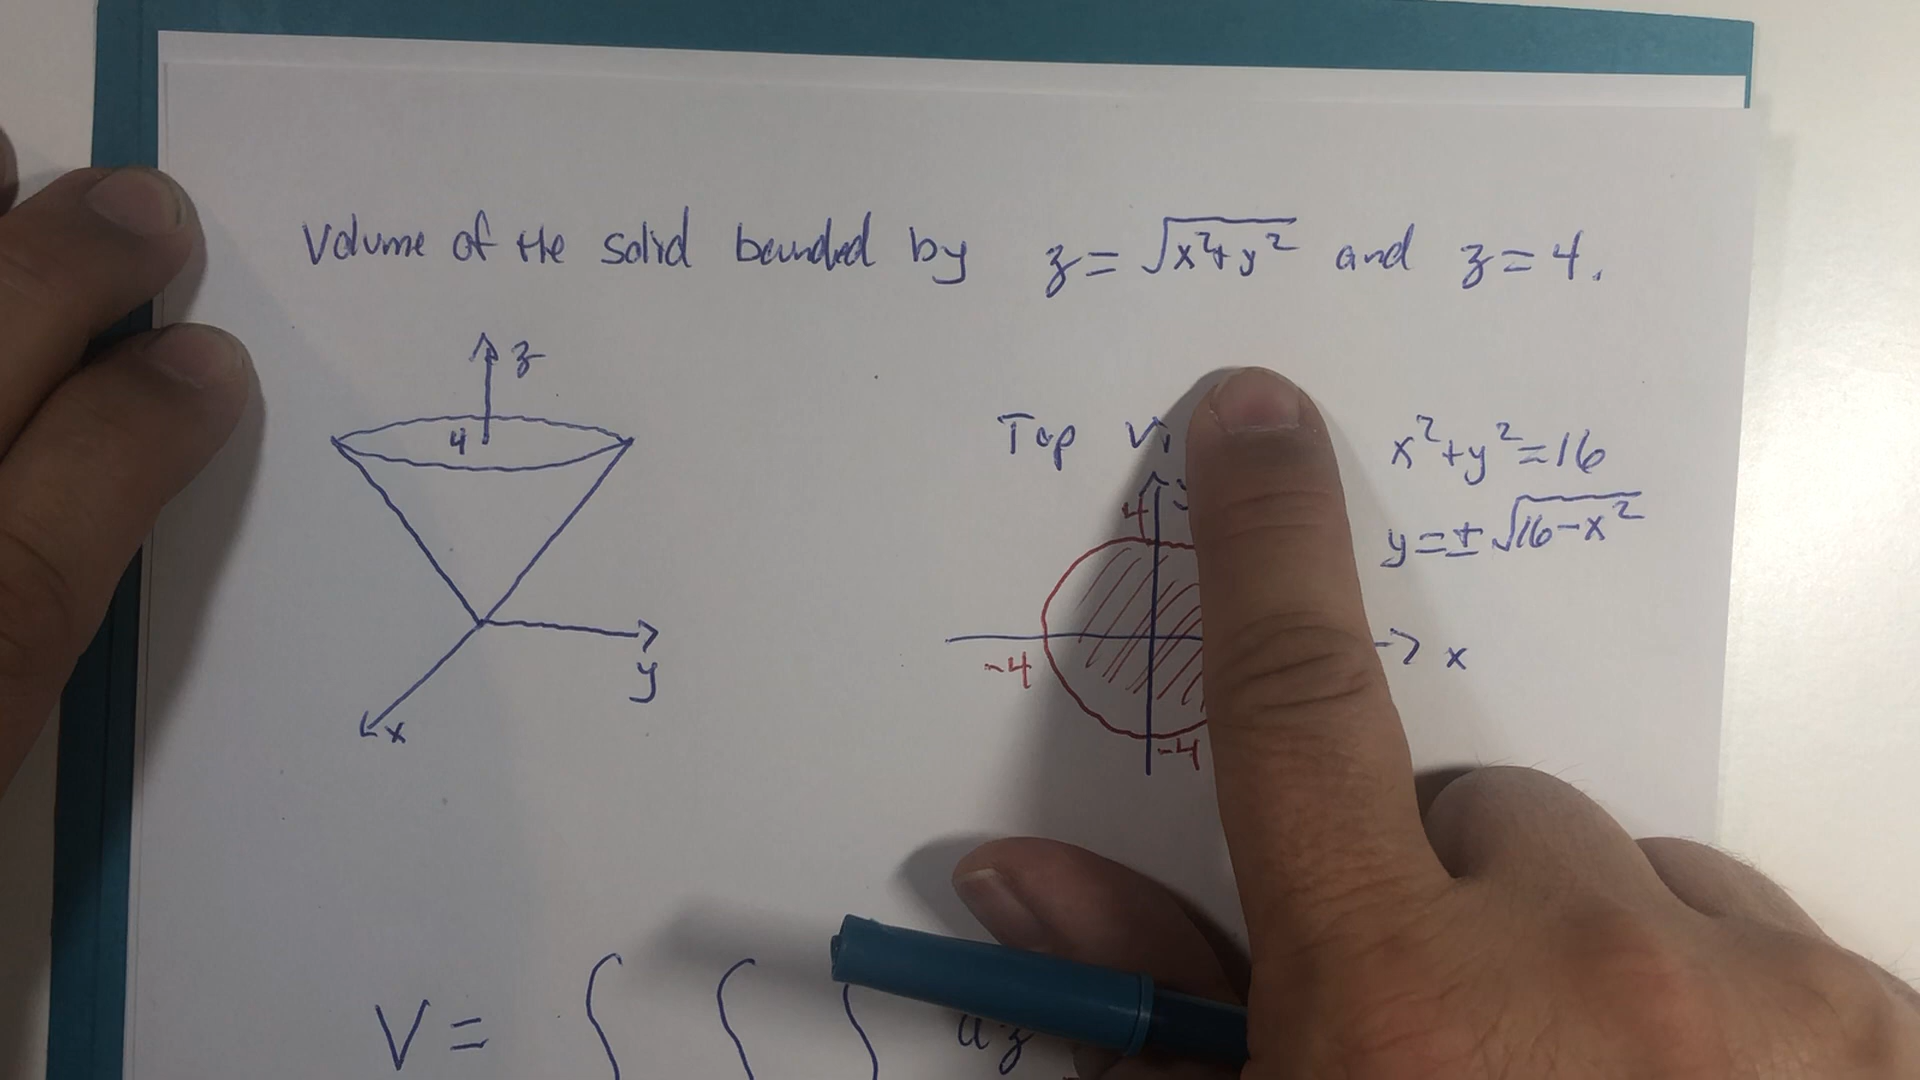 Volume of the solid bounded by z = √x²+y² and z = 4.
z
4
y
x
Top
x²+y²=16
y=±√16-x²
4
-4
x
-4
V = ∫ ∫ ∫ dz